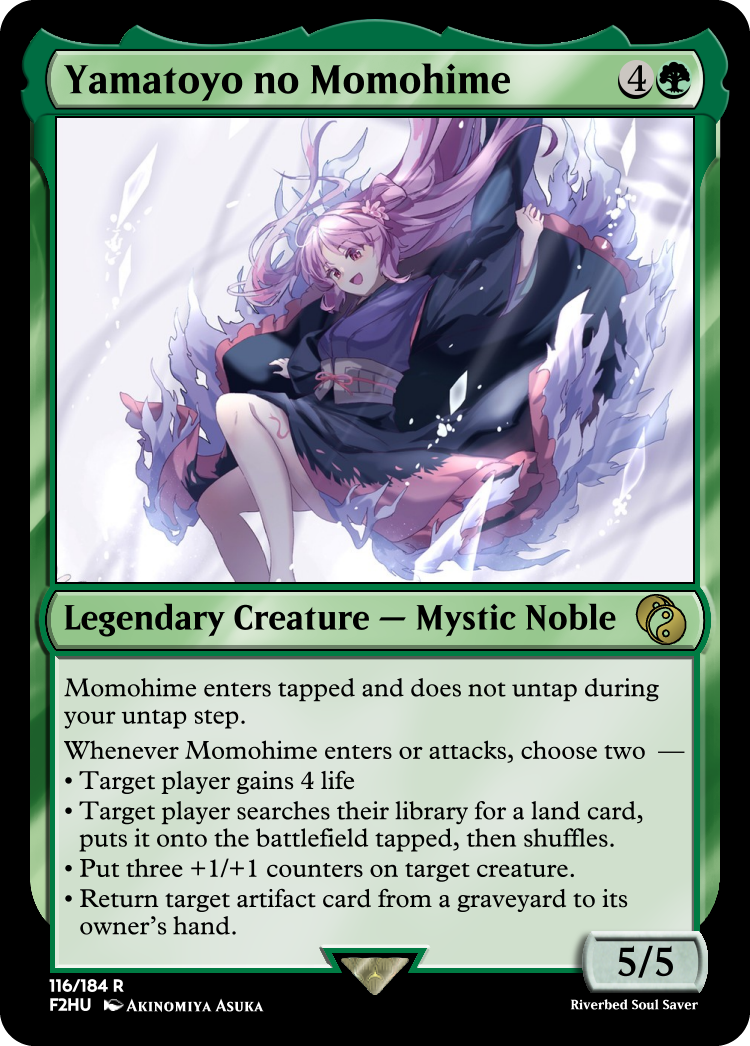 Yamatoyo no Momohime 4
Legendary Creature — Mystic Noble
Momohime enters tapped and does not untap during
your untap step.
Whenever Momohime enters or attacks, choose two —
• Target player gains 4 life
• Target player searches their library for a land card,
puts it onto the battlefield tapped, then shuffles.
• Put three +1/+1 counters on target creature.
• Return target artifact card from a graveyard to its
owner's hand.
5/5
116/184 R
F2HU Akinomiya Asuka
Riverbed Soul Saver